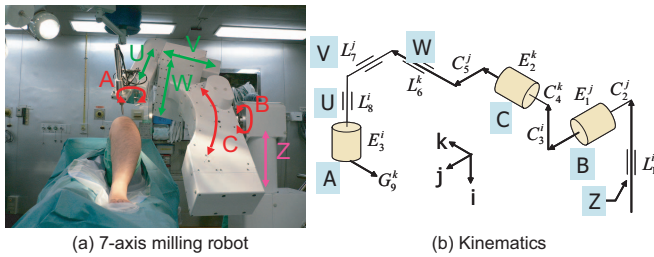 U
V
A
W
B
C
Z
(a) 7-axis milling robot
V
L₇ʲ
W
L₆ᵏ
C₅ʲ
E₂ᵏ
C
C₄ᵏ
E₁ʲ
C₂ʲ
U
L₈ⁱ
C₃ⁱ
B
L₁ⁱ
Z
E₃ⁱ
A
G₉ᵏ
k
j
i
(b) Kinematics